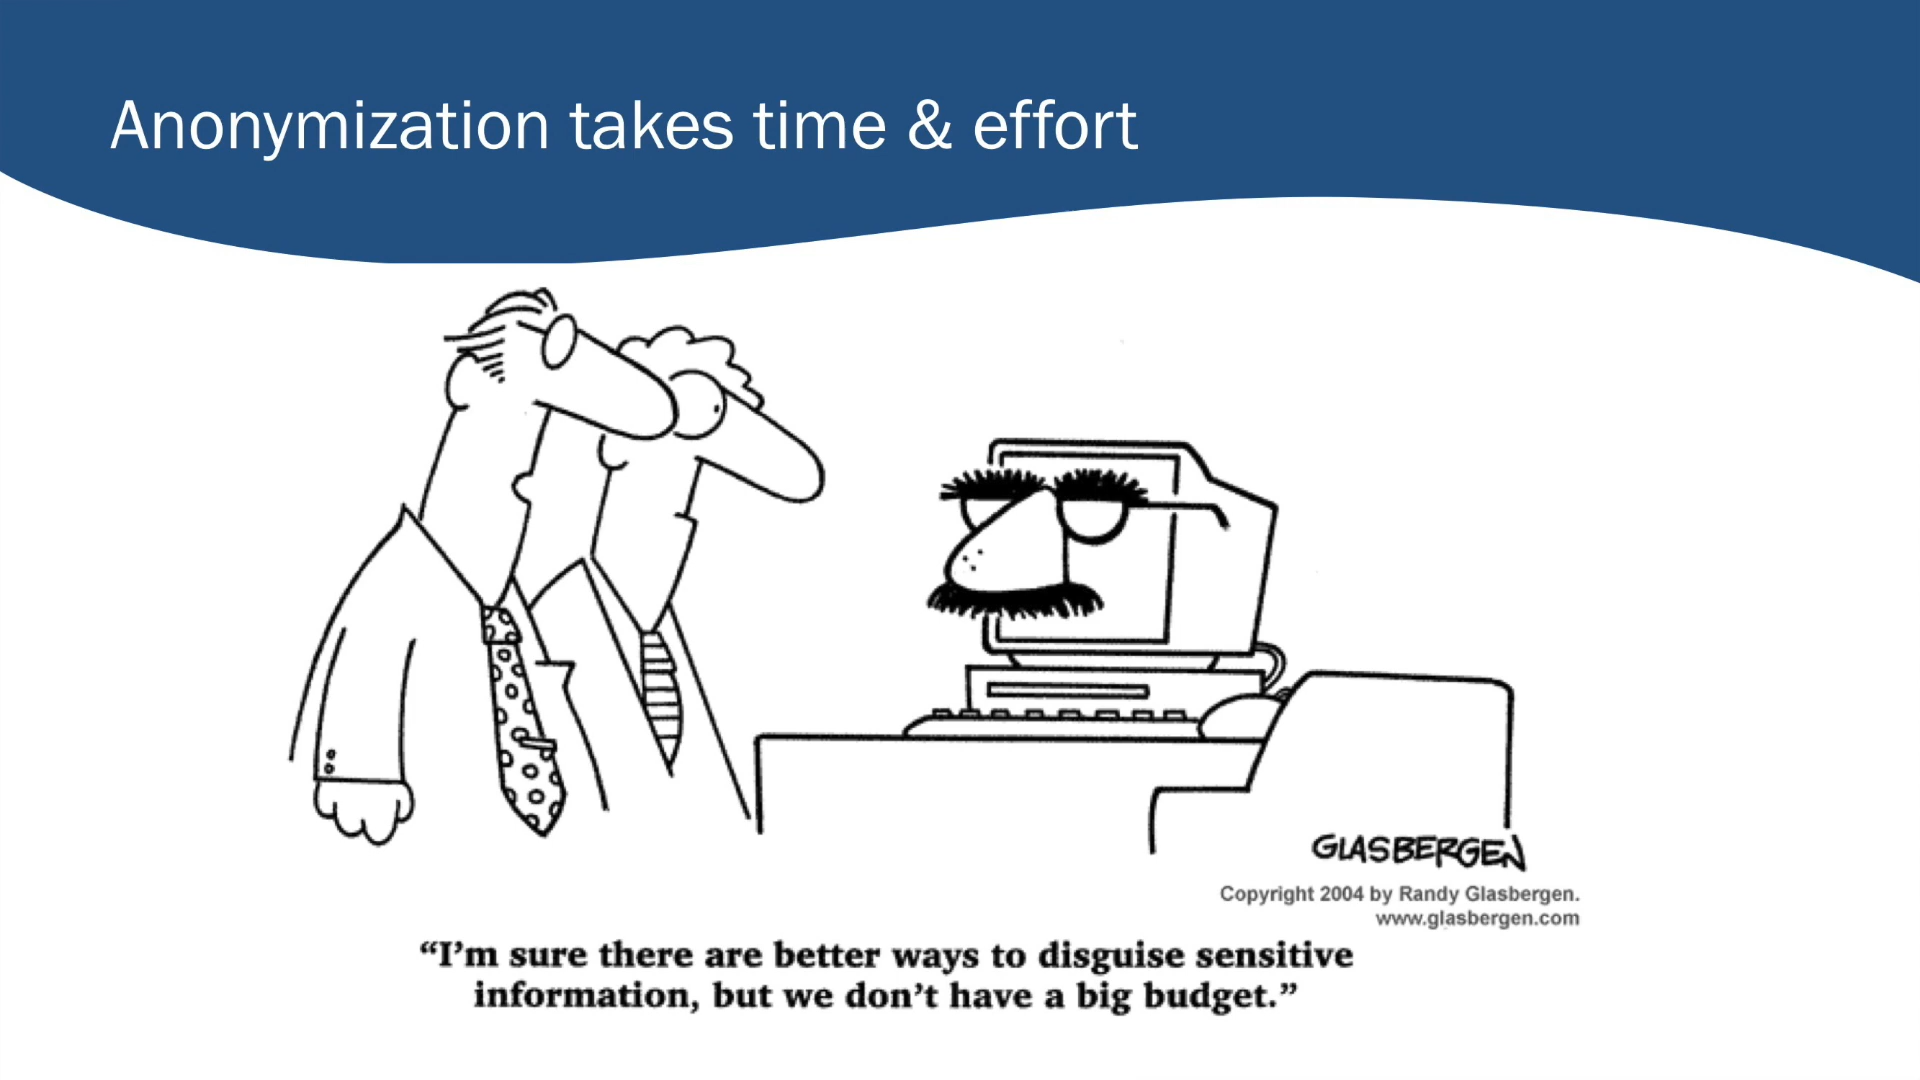 Anonymization takes time & effort
GLASBERGEN
Copyright 2004 by Randy Glasbergen.
www.glasbergen.com
“I’m sure there are better ways to disguise sensitive
information, but we don’t have a big budget.”